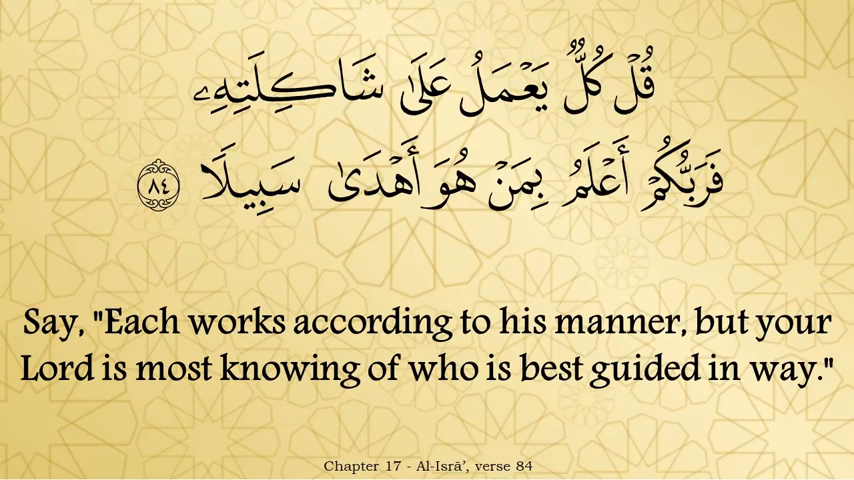 قُلْ كُلٌّ يَعْمَلُ عَلَىٰ شَاكِلَتِهِۦ
فَرَبُّكُمْ أَعْلَمُ بِمَنْ هُوَ أَهْدَىٰ سَبِيلًا ٨٤
Say, "Each works according to his manner, but your
Lord is most knowing of who is best guided in way."
Chapter 17 - Al-Isrā’, verse 84